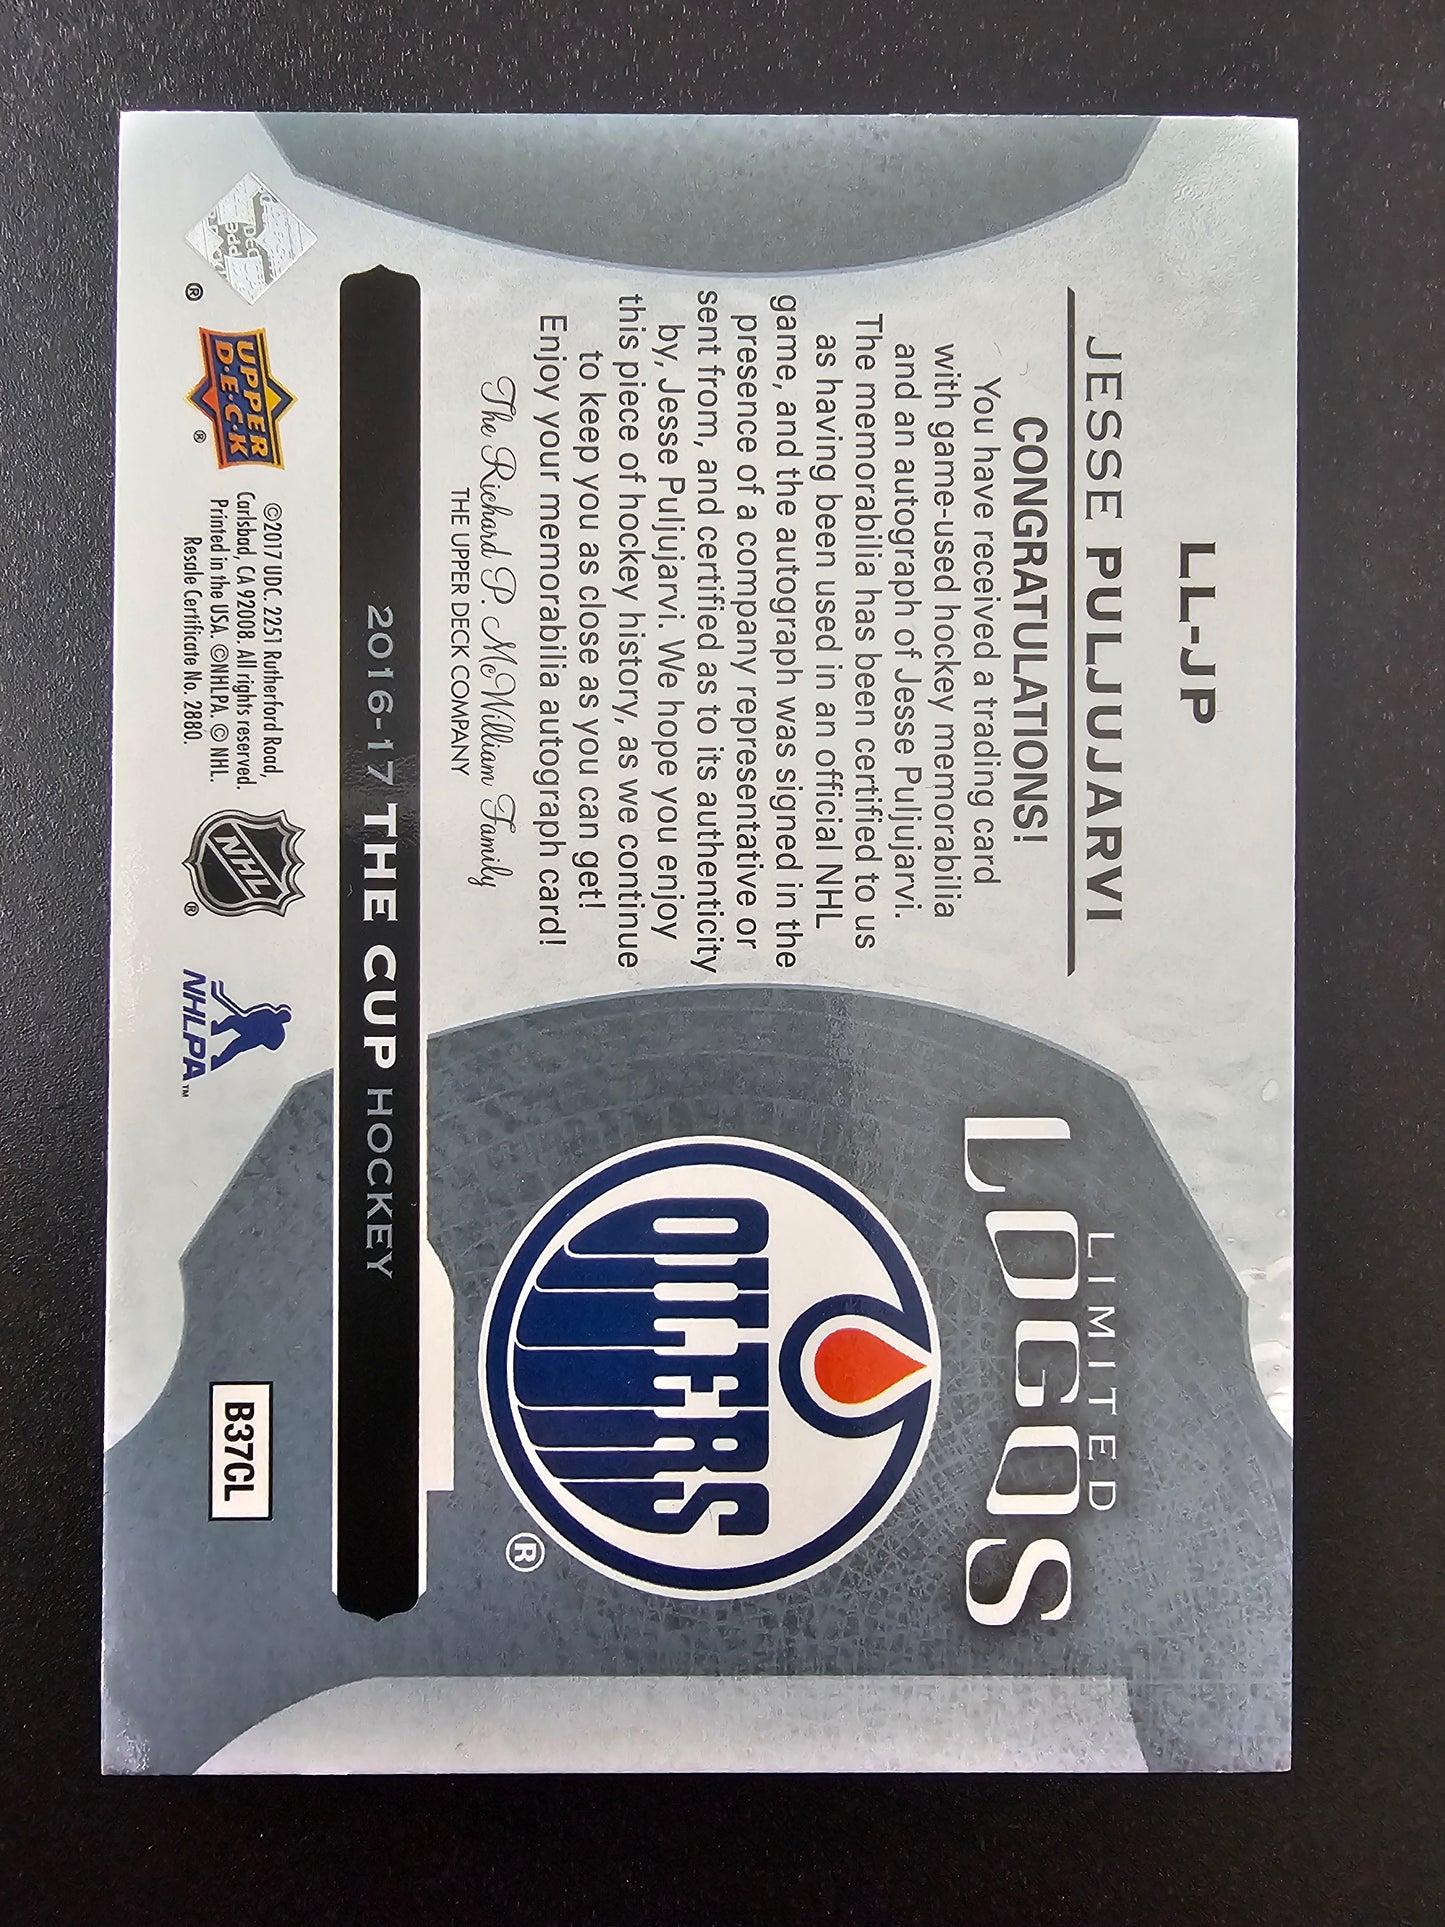 LL-JP
JESSE PULJUJARVI
CONGRATULATIONS!
You have received a trading card
with game-used hockey memorabilia
and an autograph of Jesse Puljujarvi.
The memorabilia has been certified to us
as having been used in an official NHL
game, and the autograph was signed in the
presence of a company representative or
sent from, and certified as to its authenticity
by, Jesse Puljujarvi. We hope you enjoy
this piece of hockey history, as we continue
to keep you as close as you can get!
Enjoy your memorabilia autograph card!
The Richard P. McWilliam Family
THE UPPER DECK COMPANY
LIMITED
LOGOS
OILERS
®
2016-17 THE CUP HOCKEY
®
UPPER
D·E·C·K
®
©2017 UDC. 2251 Rutherford Road,
Carlsbad, CA 92008. All rights reserved.
Printed in the USA. ©NHLPA. © NHL.
Resale Certificate No. 2880.
NHL
®
NHLPA™
B37CL